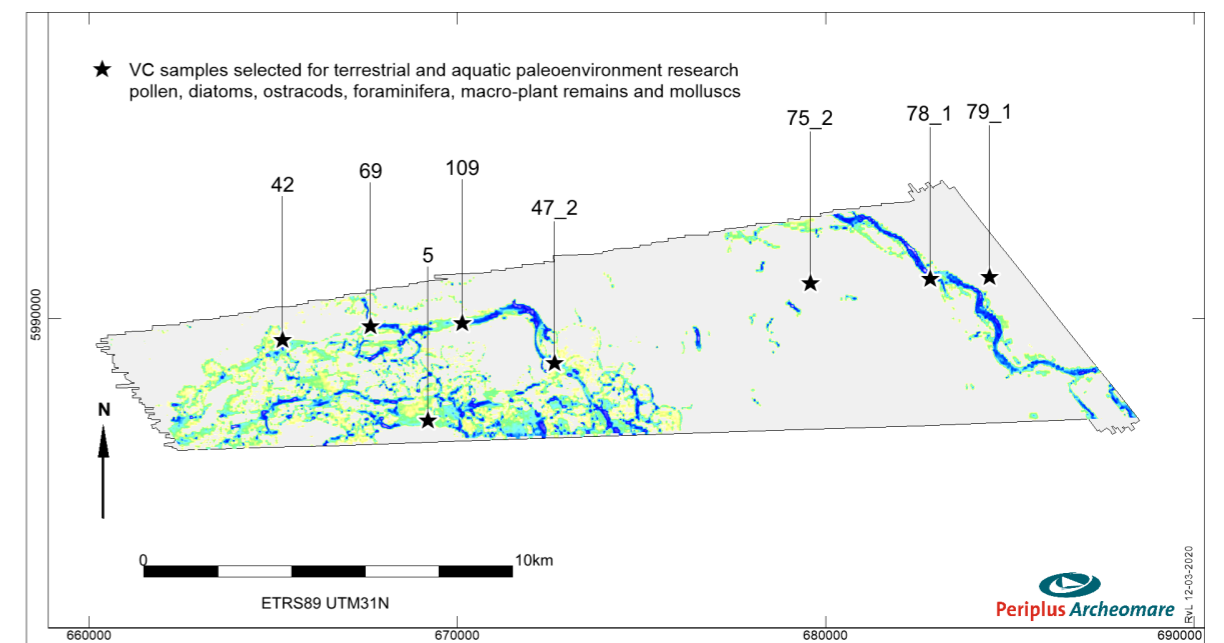 VC samples selected for terrestrial and aquatic paleoenvironment research
pollen, diatoms, ostracods, foraminifera, macro-plant remains and molluscs
42
69
109
5
47_2
75_2
78_1
79_1
5990000
N
0
10km
ETRS89 UTM31N
Periplus Archeomare
RvL 12-03-2020
660000
670000
680000
690000